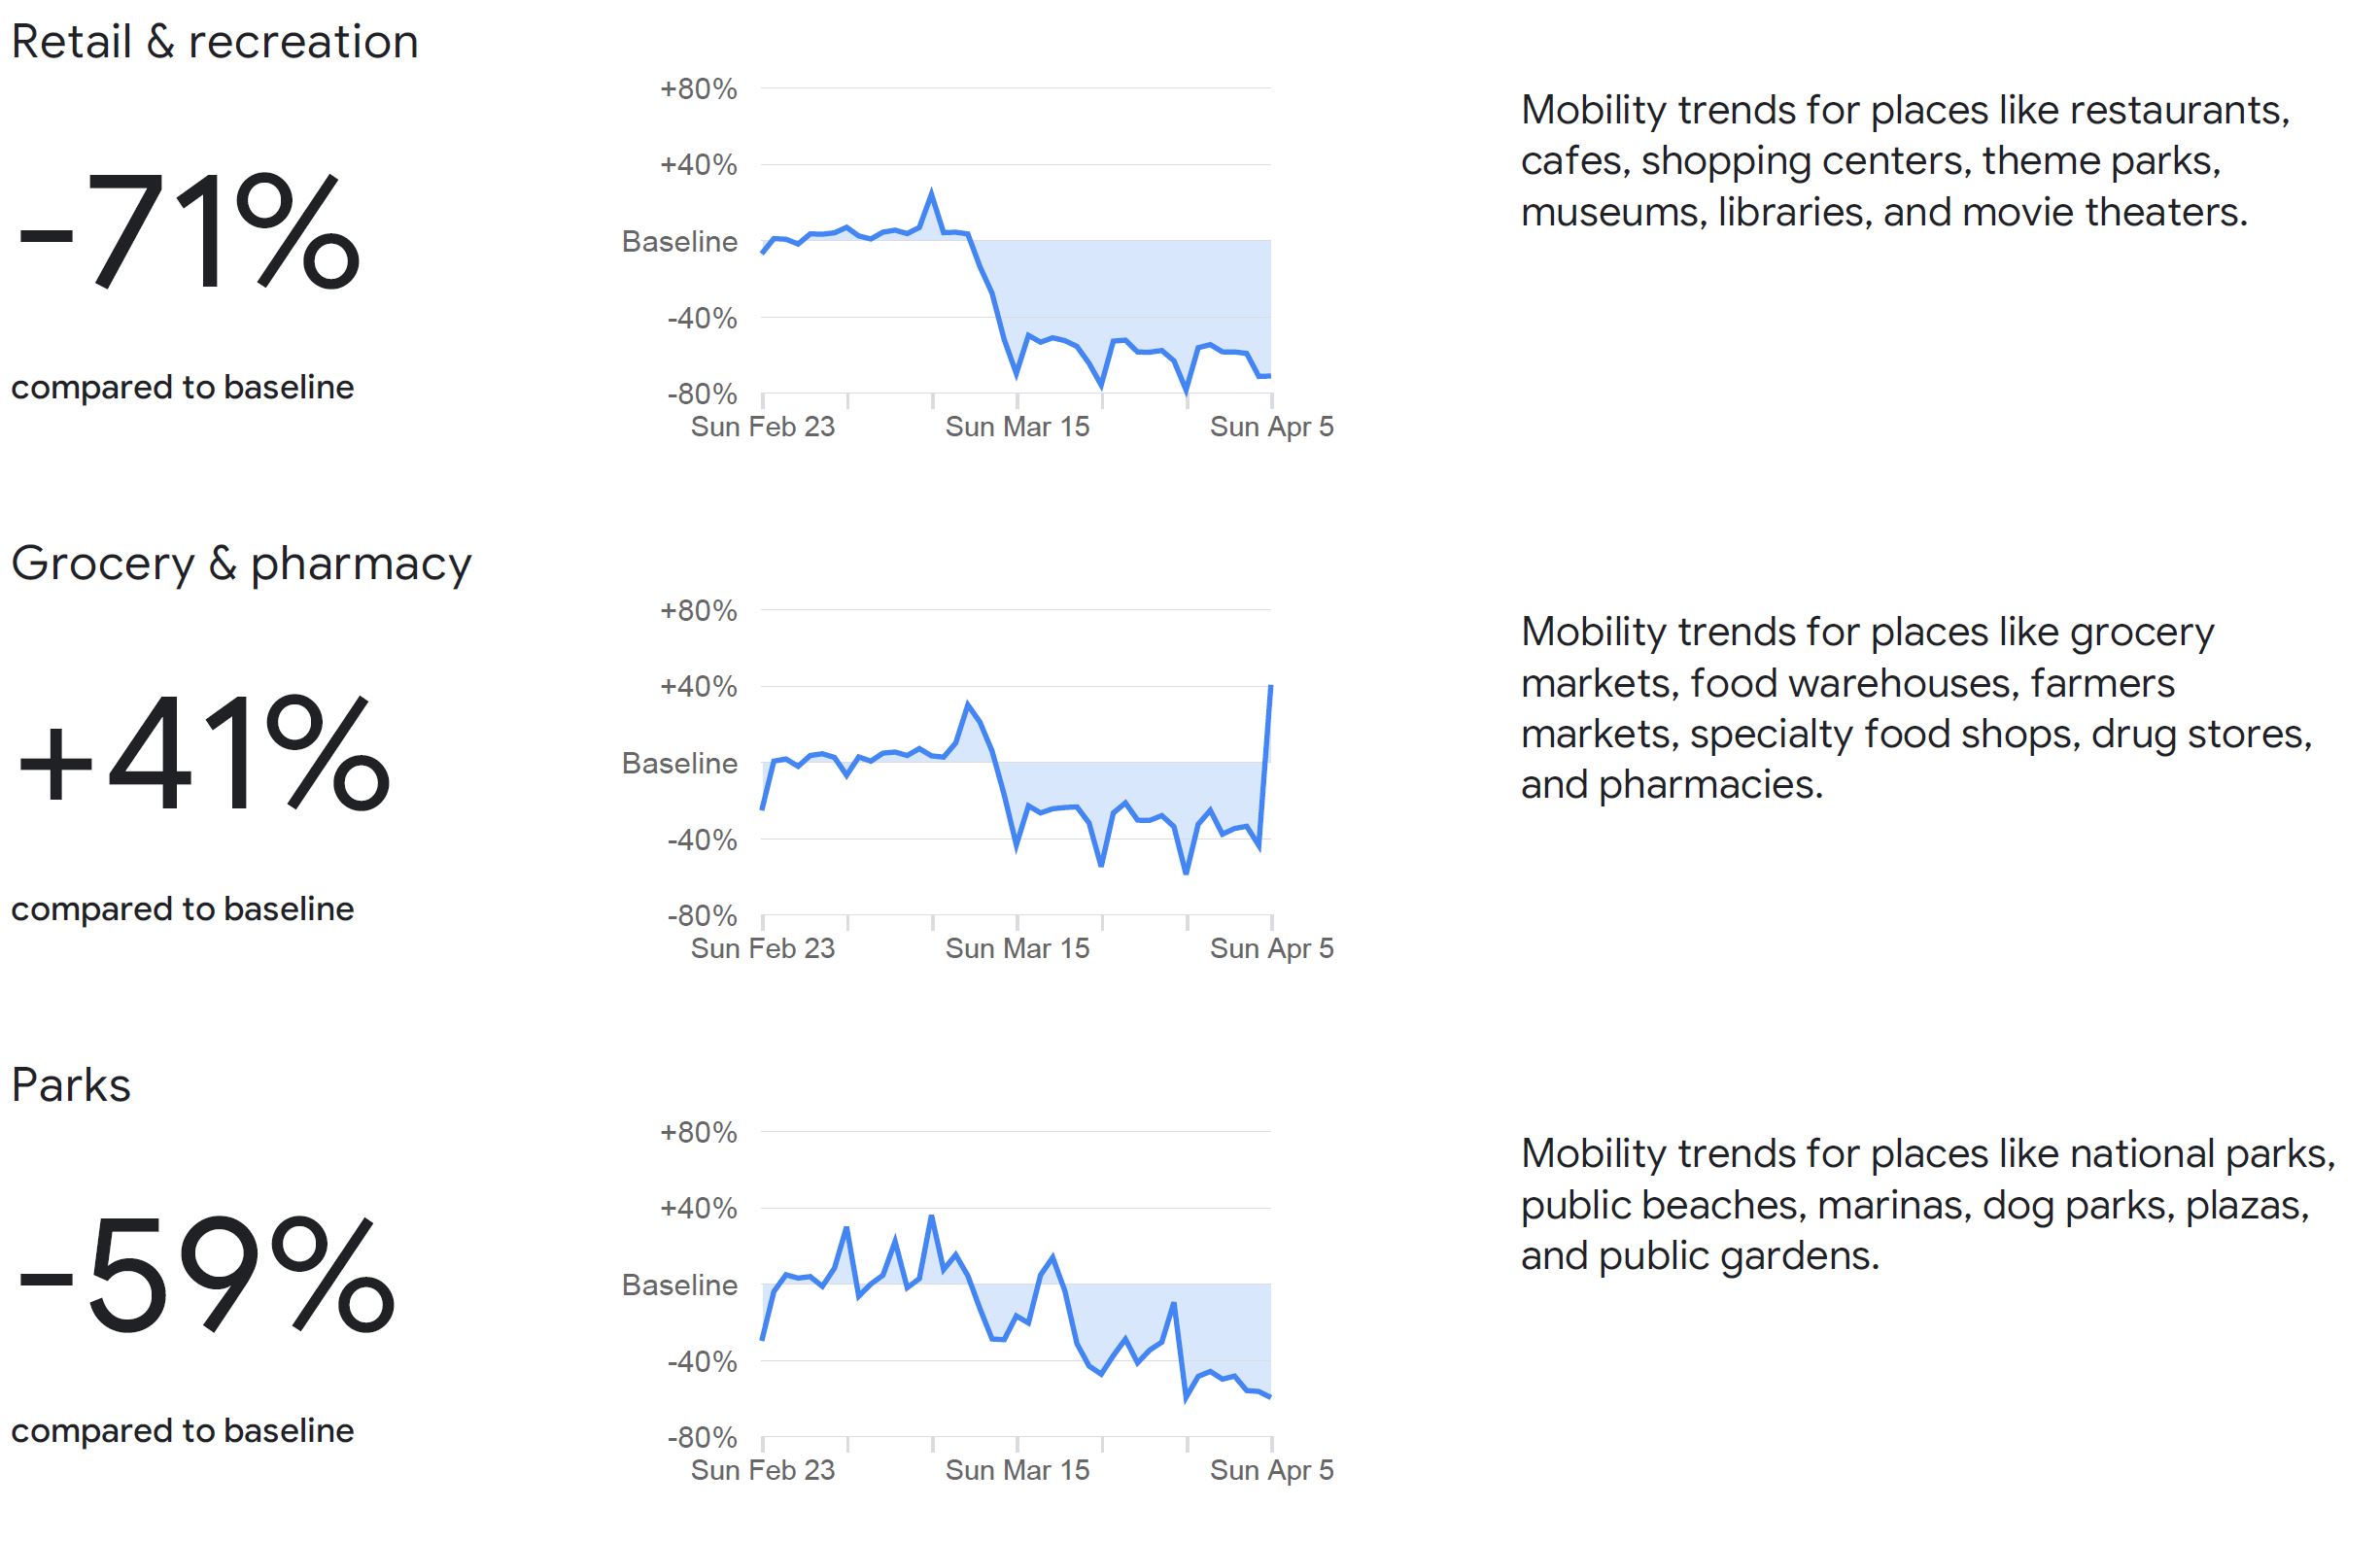 Retail & recreation
-71%
compared to baseline
+80%
+40%
Baseline
-40%
-80%
Sun Feb 23
Sun Mar 15
Sun Apr 5
Mobility trends for places like restaurants,
cafes, shopping centers, theme parks,
museums, libraries, and movie theaters.
Grocery & pharmacy
+41%
compared to baseline
+80%
+40%
Baseline
-40%
-80%
Sun Feb 23
Sun Mar 15
Sun Apr 5
Mobility trends for places like grocery
markets, food warehouses, farmers
markets, specialty food shops, drug stores,
and pharmacies.
Parks
-59%
compared to baseline
+80%
+40%
Baseline
-40%
-80%
Sun Feb 23
Sun Mar 15
Sun Apr 5
Mobility trends for places like national parks,
public beaches, marinas, dog parks, plazas,
and public gardens.